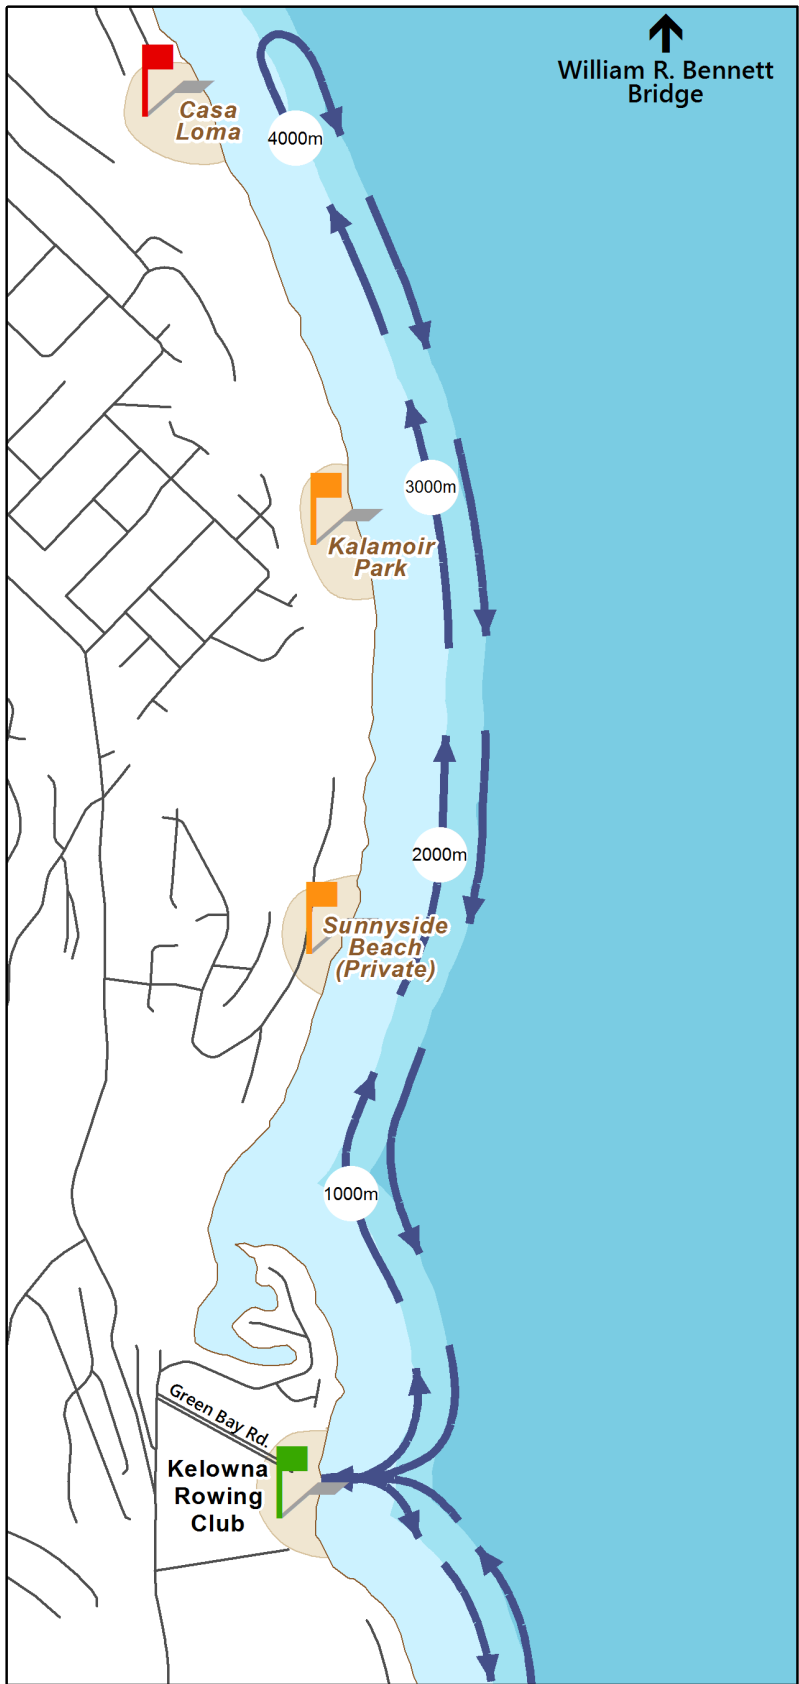 William R. Bennett
Bridge
Casa
Loma
4000m
3000m
Kalamoir
Park
2000m
Sunnyside
Beach
(Private)
1000m
Green Bay Rd.
Kelowna
Rowing
Club